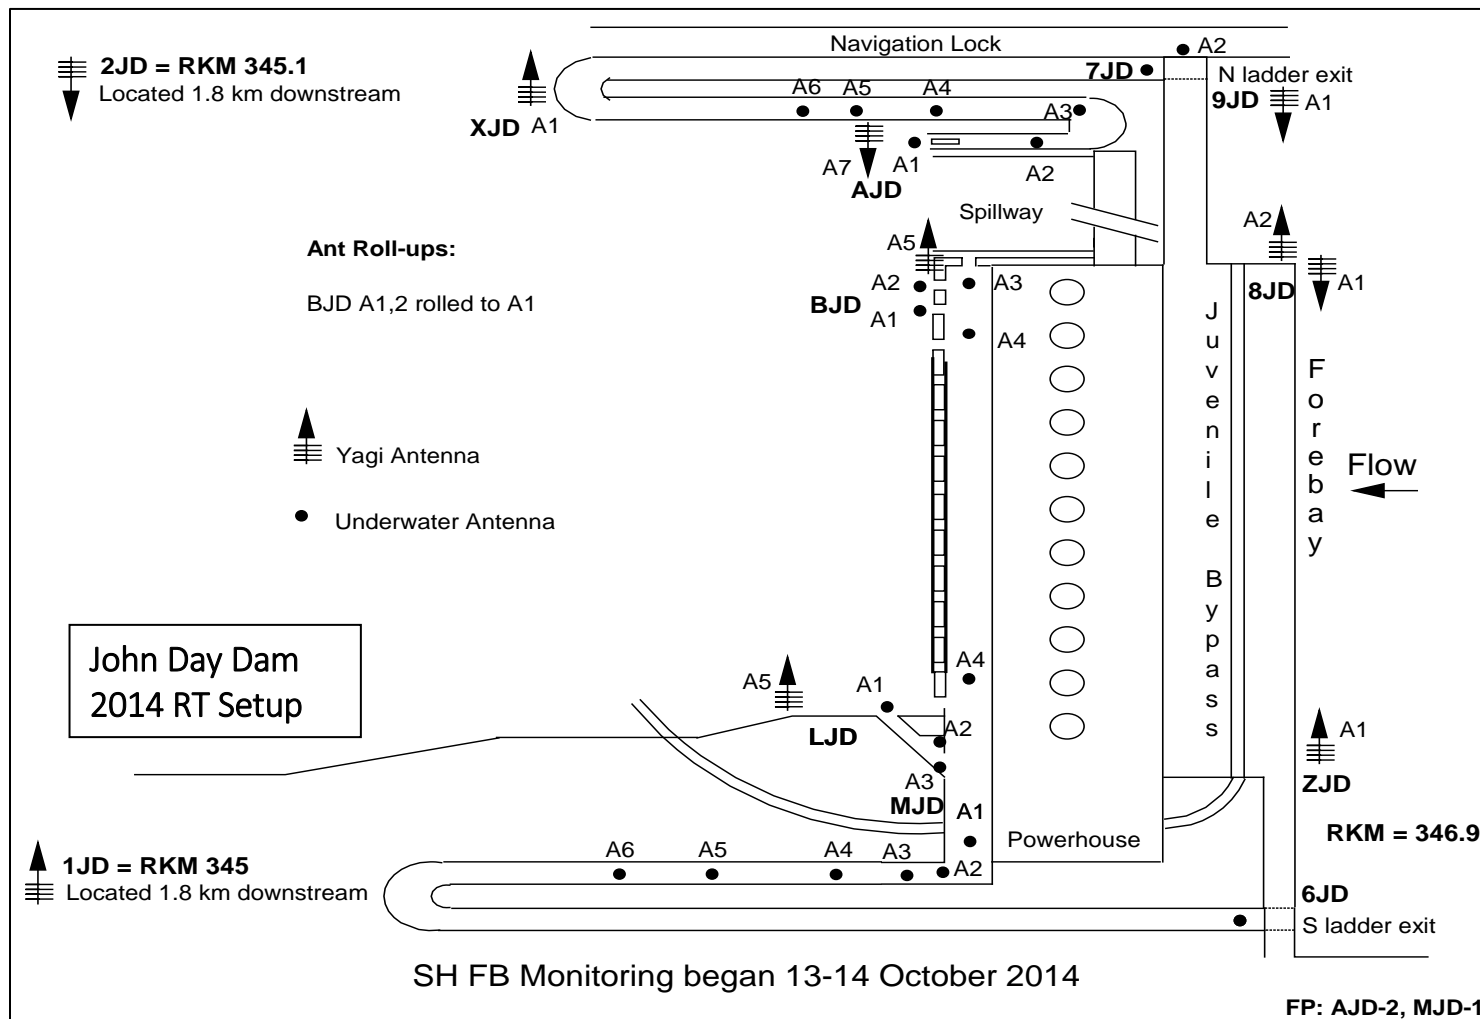 Navigation Lock
A2
2JD = RKM 345.1
Located 1.8 km downstream
7JD
N ladder exit
9JD
A1
XJD
A1
A6
A5
A4
A3
A7
A1
A2
AJD
Spillway
A5
A2
A1
8JD
Ant Roll-ups:
BJD A1,2 rolled to A1
A2
BJD
A1
A3
A4
Juvenile Bypass
Forebay
Flow
Yagi Antenna
Underwater Antenna
John Day Dam
2014 RT Setup
A5
A1
A4
LJD
A2
A3
MJD
A1
A1
ZJD
RKM = 346.9
Powerhouse
1JD = RKM 345
Located 1.8 km downstream
A6
A5
A4
A3
A2
6JD
S ladder exit
SH FB Monitoring began 13-14 October 2014
FP: AJD-2, MJD-1